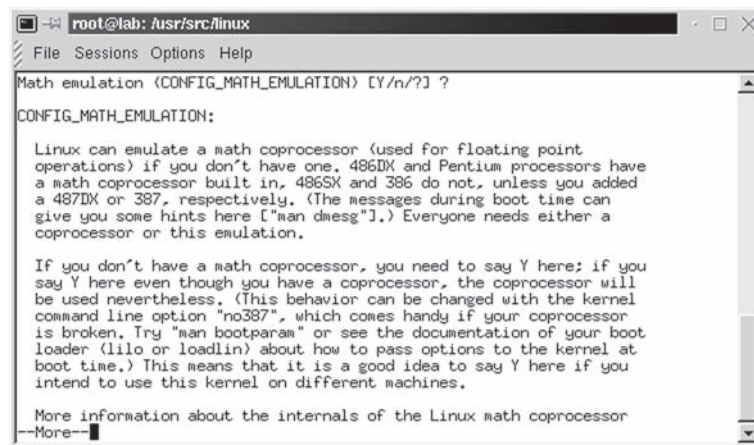 root@lab: /usr/src/linux
File Sessions Options Help
Math emulation (CONFIG_MATH_EMULATION) [Y/n/?] ?
CONFIG_MATH_EMULATION:
Linux can emulate a math coprocessor (used for floating point
operations) if you don't have one. 486DX and Pentium processors have
a math coprocessor built in, 486SX and 386 do not, unless you added
a 487DX or 387, respectively. (The messages during boot time can
give you some hints here ["man dmesg"].) Everyone needs either a
coprocessor or this emulation.
If you don't have a math coprocessor, you need to say Y here; if you
say Y here even though you have a coprocessor, the coprocessor will
be used nevertheless. (This behavior can be changed with the kernel
command line option "no387", which comes handy if your coprocessor
is broken. Try "man bootparam" or see the documentation of your boot
loader (lilo or loadlin) about how to pass options to the kernel at
boot time.) This means that it is a good idea to say Y here if you
intend to use this kernel on different machines.
More information about the internals of the Linux math coprocessor
--More--